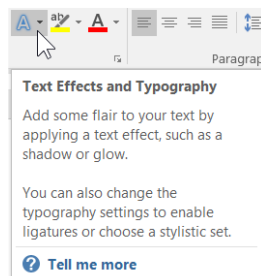 A ab A
Paragrap
Text Effects and Typography
Add some flair to your text by
applying a text effect, such as a
shadow or glow.
You can also change the
typography settings to enable
ligatures or choose a stylistic set.
? Tell me more